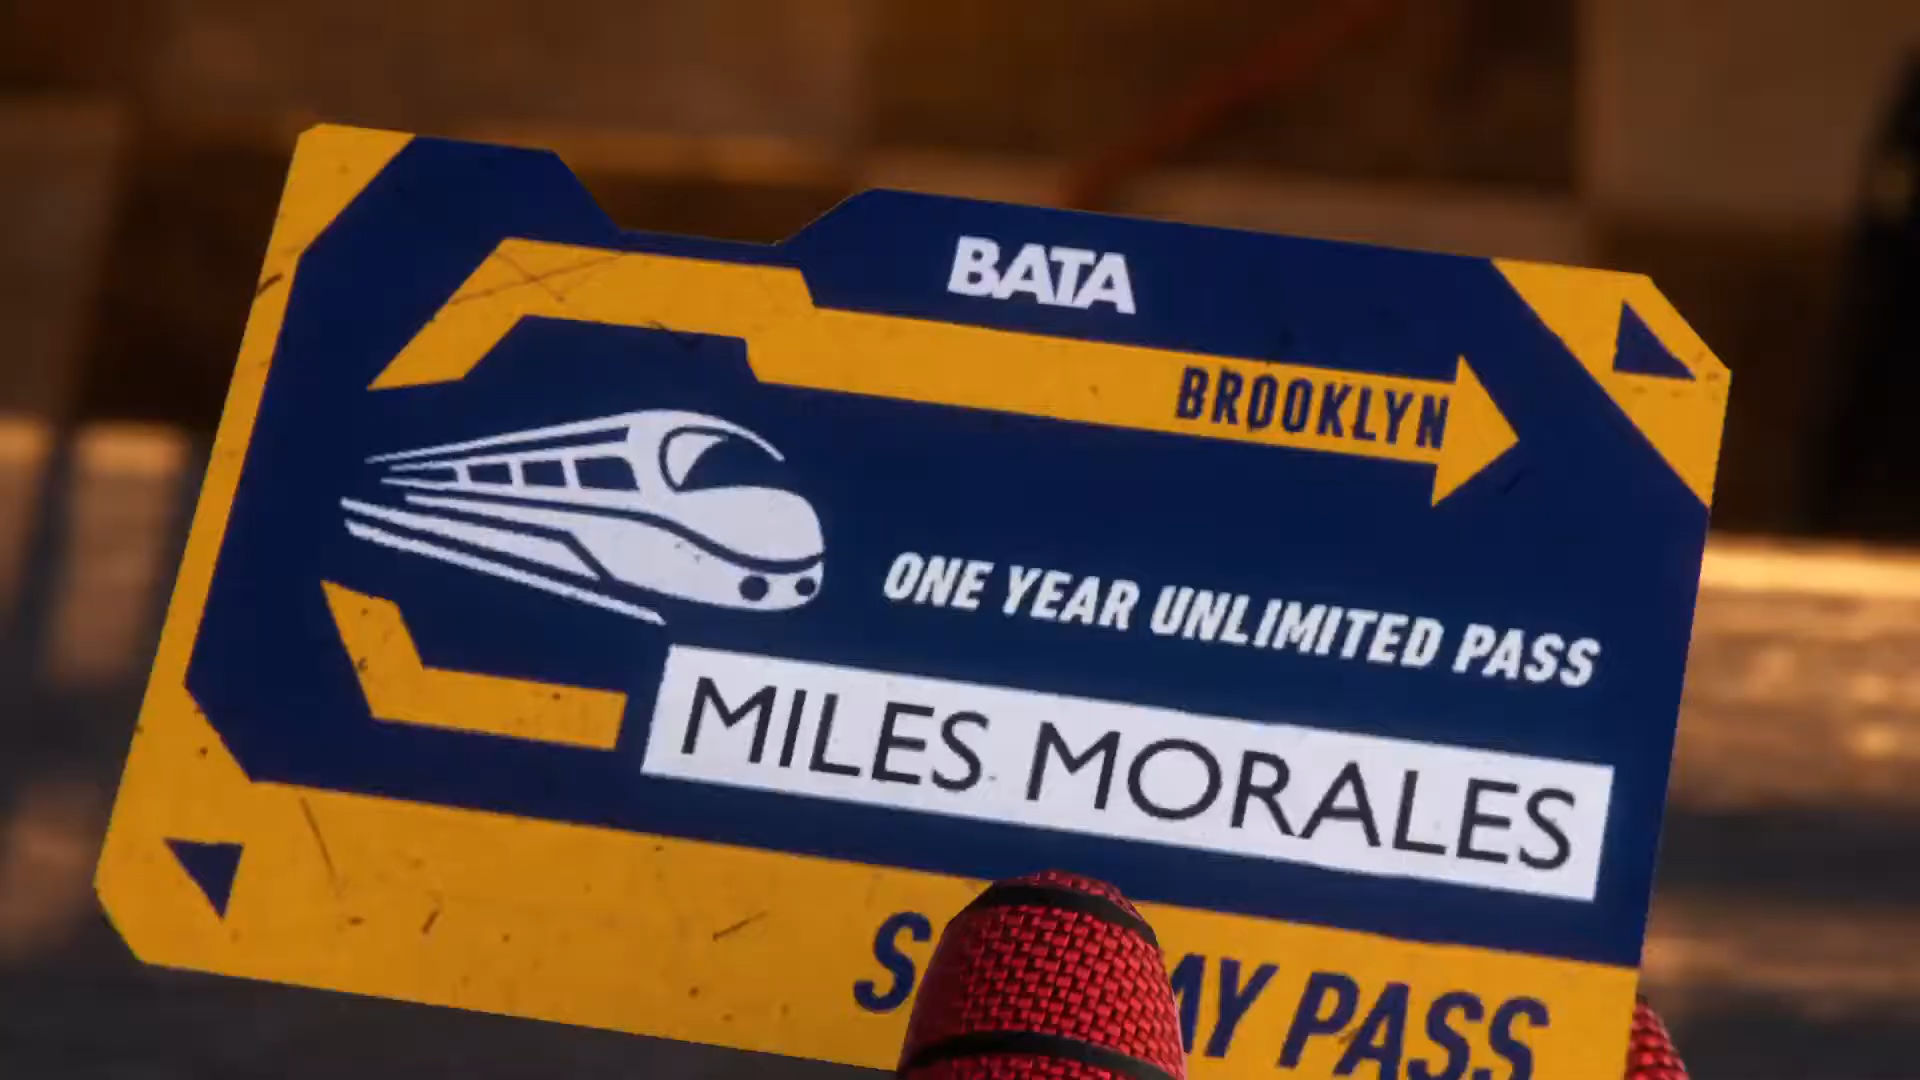 BATA
BROOKLYN
ONE YEAR UNLIMITED PASS
MILES MORALES
PASS